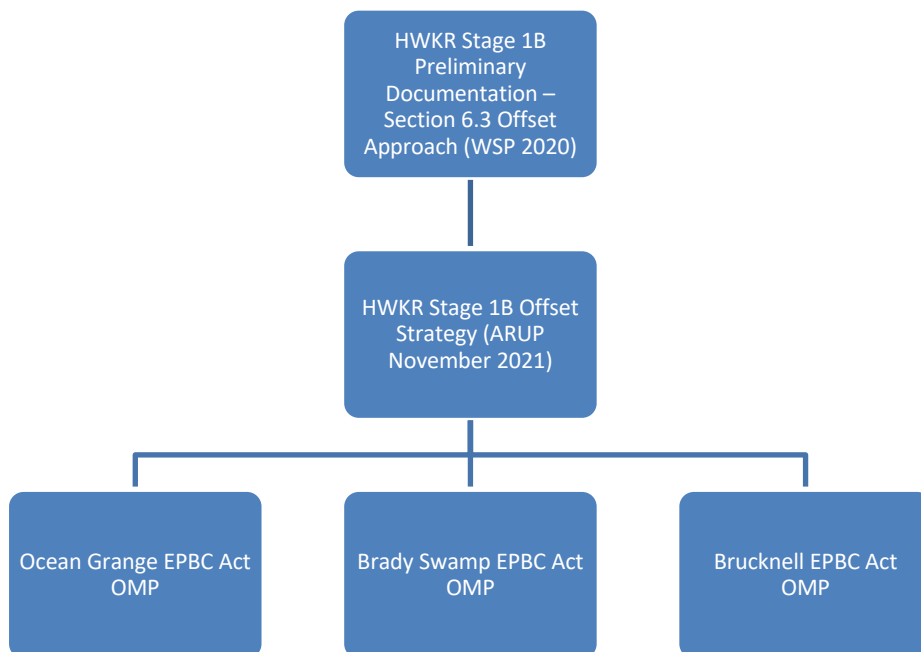 HWKR Stage 1B
Preliminary
Documentation –
Section 6.3 Offset
Approach (WSP 2020)
HWKR Stage 1B Offset
Strategy (ARUP
November 2021)
Ocean Grange EPBC Act
OMP
Brady Swamp EPBC Act
OMP
Brucknell EPBC Act
OMP